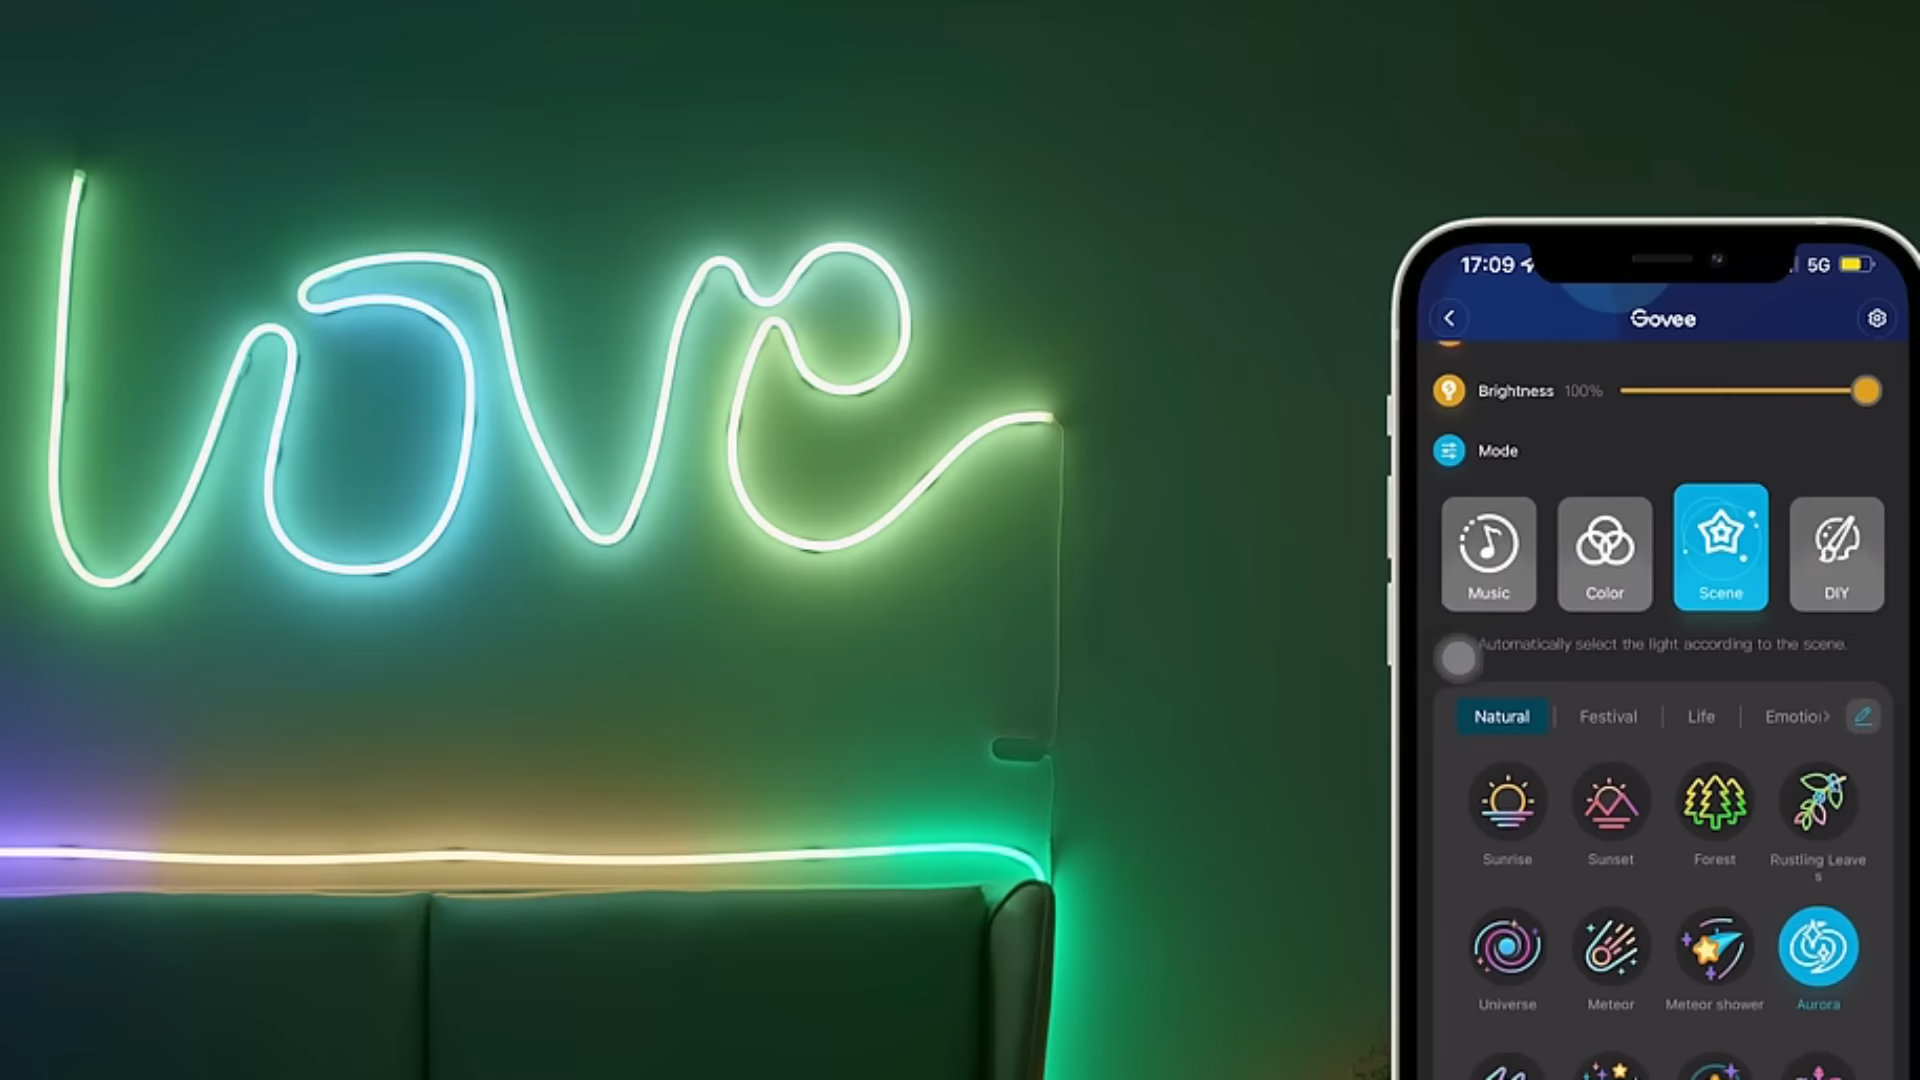 love
17:09
5G
Govee
Brightness 100%
Mode
Music
Color
Scene
DIY
Automatically select the light according to the scene.
Natural
Festival
Life
Sunrise
Sunset
Forest
Rustling Leave
s
Universe
Meteor
Meteor shower
Aurora